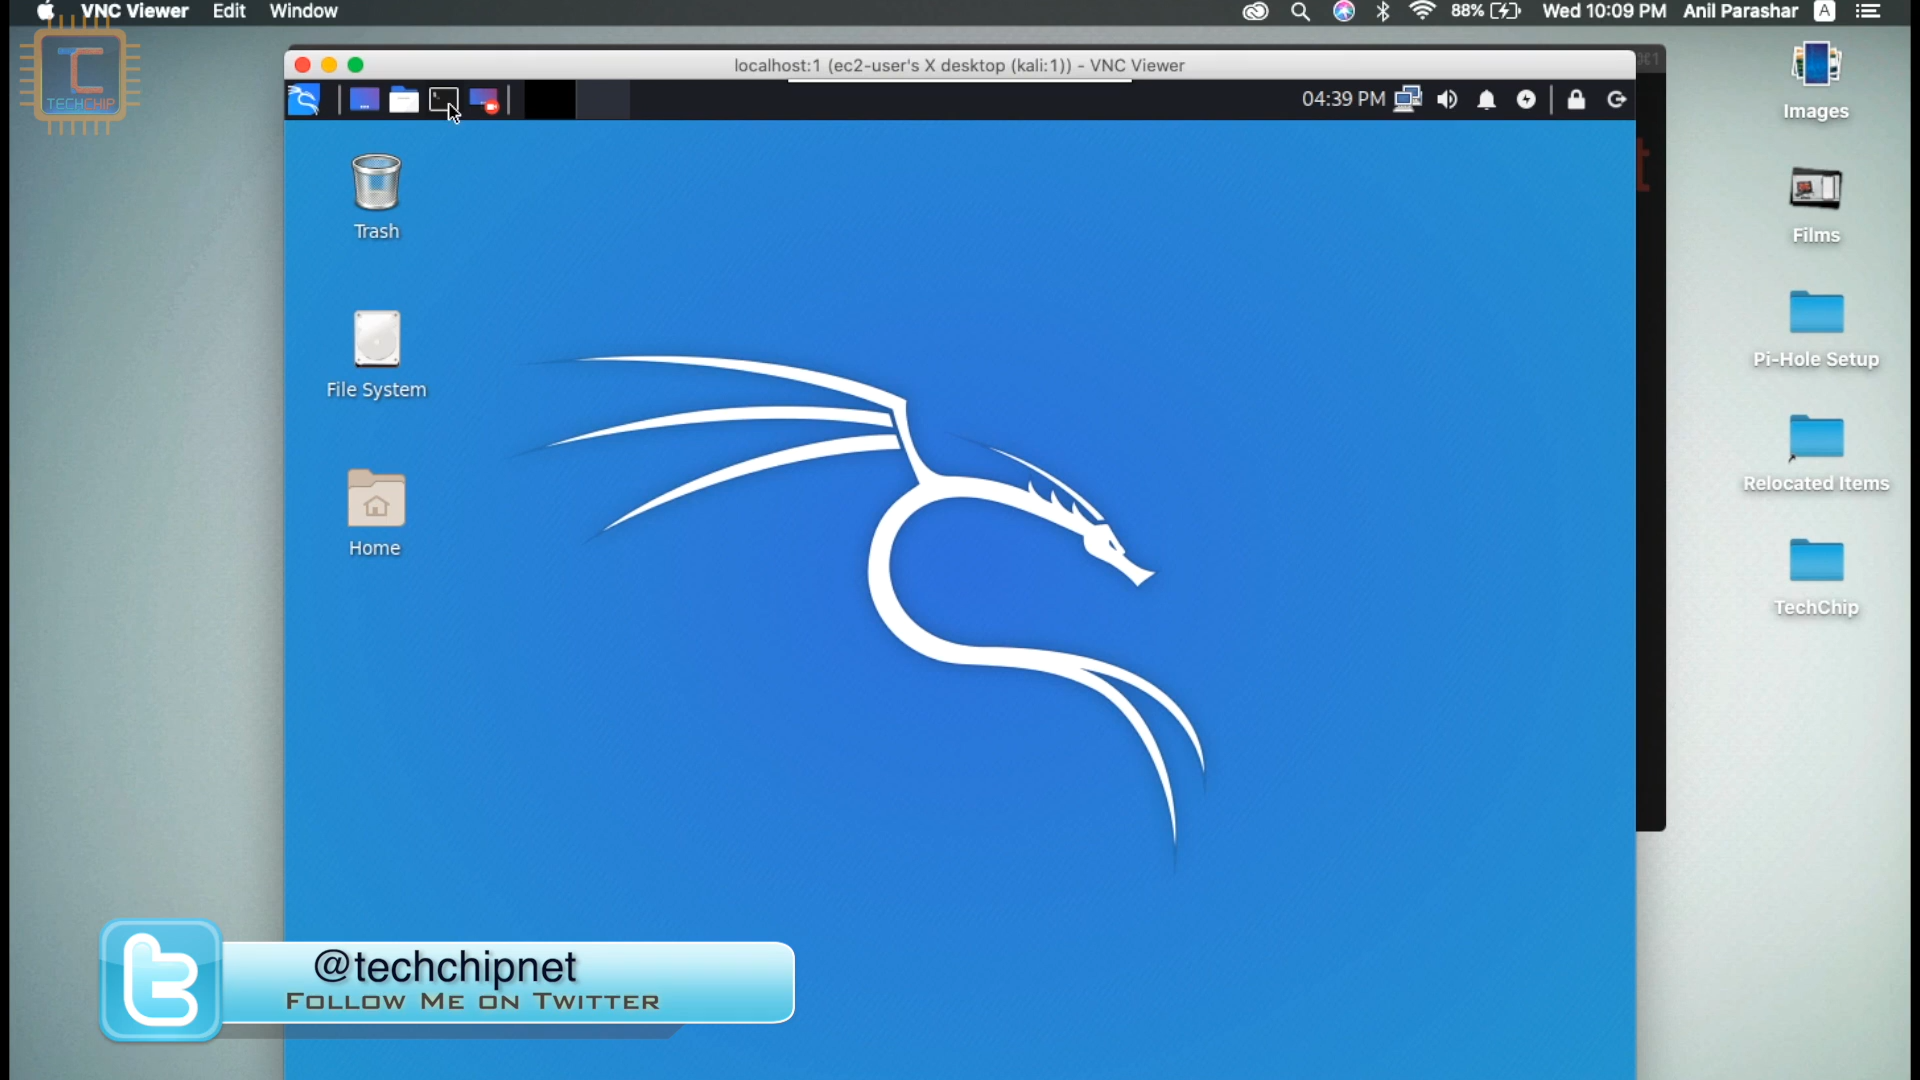 VNC Viewer Edit Window 88% Wed 10:09 PM Anil Parashar A
TC
TECHCHIP
localhost:1 (ec2-user's X desktop (kali:1)) - VNC Viewer
⌘1
04:39 PM
Images
Trash
Films
File System
Pi-Hole Setup
Relocated Items
Home
TechChip
@techchipnet
Follow Me on Twitter